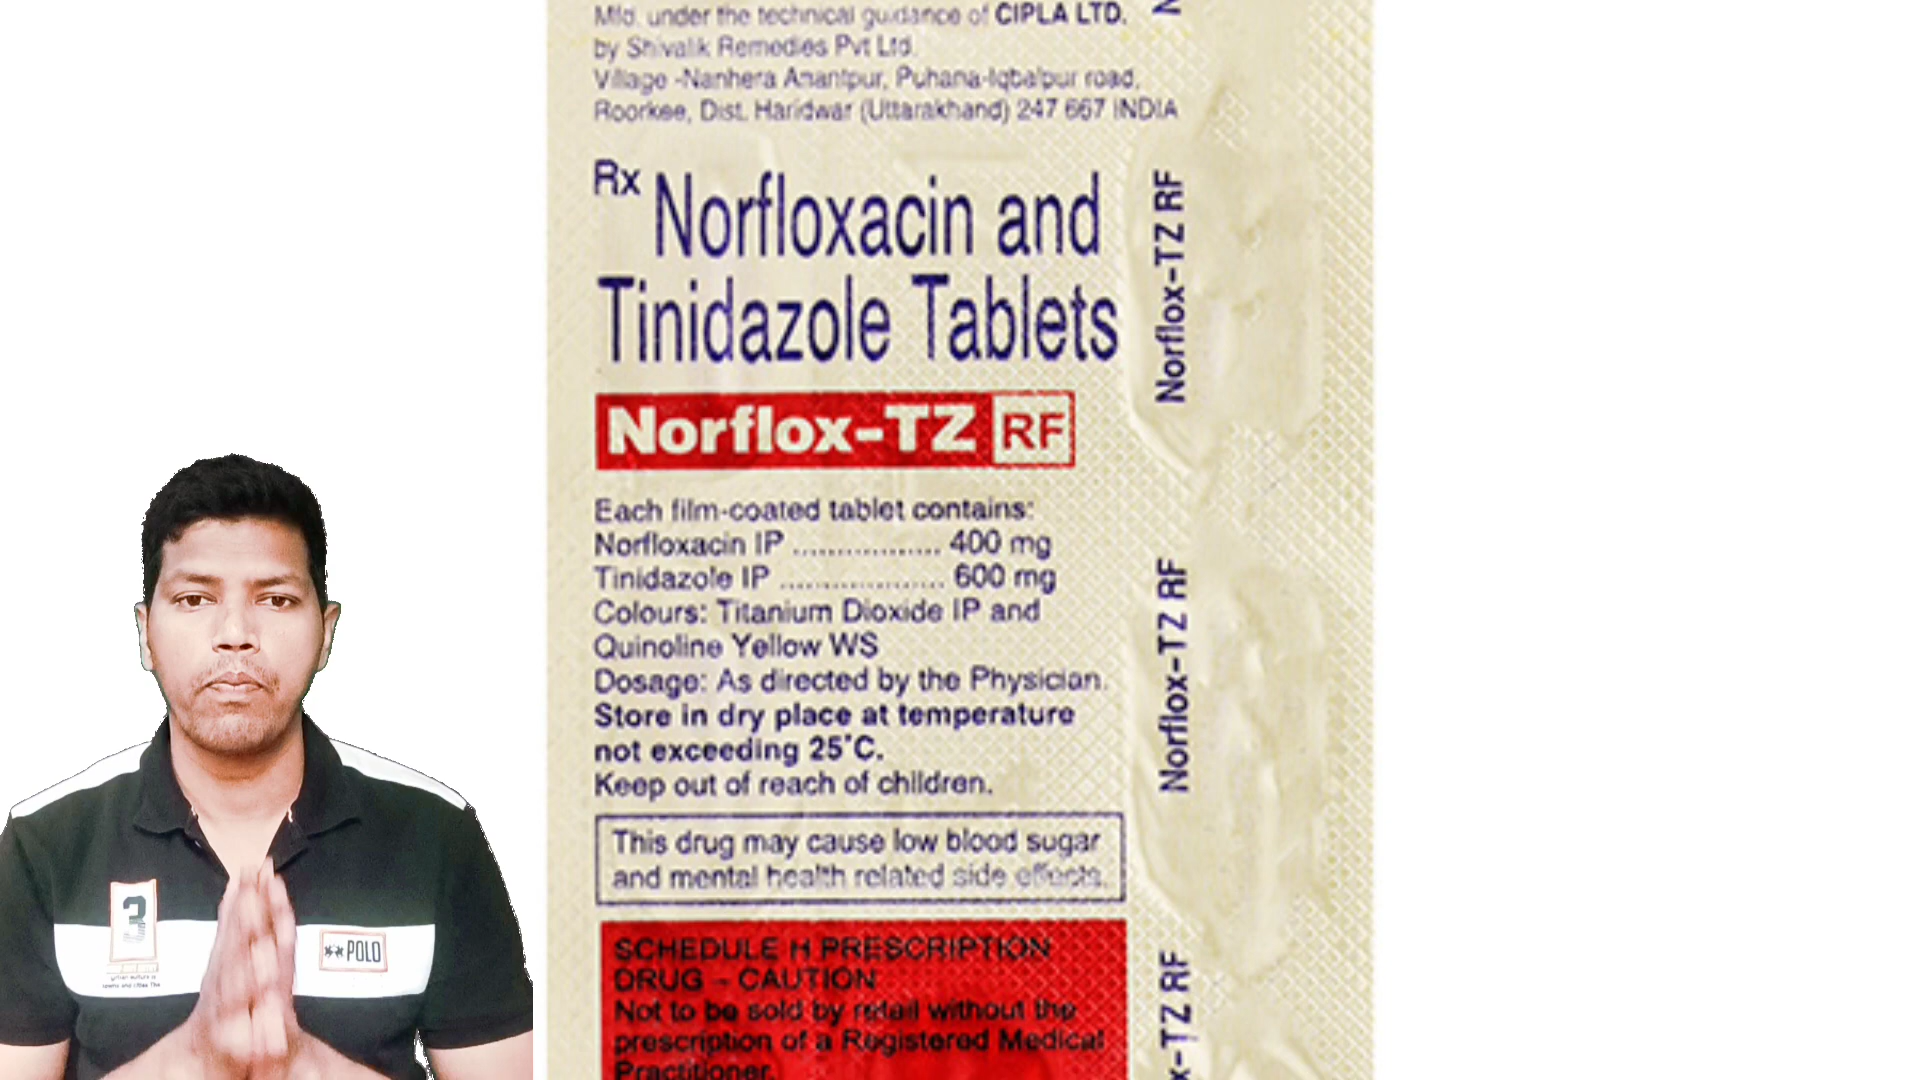 Mfd. under the technical guidance of CIPLA LTD.
by Shivalik Remedies Pvt Ltd.
Village -Nanhera Anantpur, Puhana-Iqbalpur road,
Roorkee, Dist. Haridwar (Uttarakhand) 247 667 INDIA
Rx Norfloxacin and
Tinidazole Tablets
Norflox-TZ RF
Each film-coated tablet contains:
Norfloxacin IP ................. 400 mg
Tinidazole IP ................... 600 mg
Colours: Titanium Dioxide IP and
Quinoline Yellow WS
Dosage: As directed by the Physician.
Store in dry place at temperature
not exceeding 25°C.
Keep out of reach of children.
This drug may cause low blood sugar
and mental health related side effects.
SCHEDULE H PRESCRIPTION
DRUG - CAUTION
Not to be sold by retail without the
prescription of a Registered Medical
Practitioner.
Norflox-TZ RF
Norflox-TZ RF
x-TZ RF
3
POLO